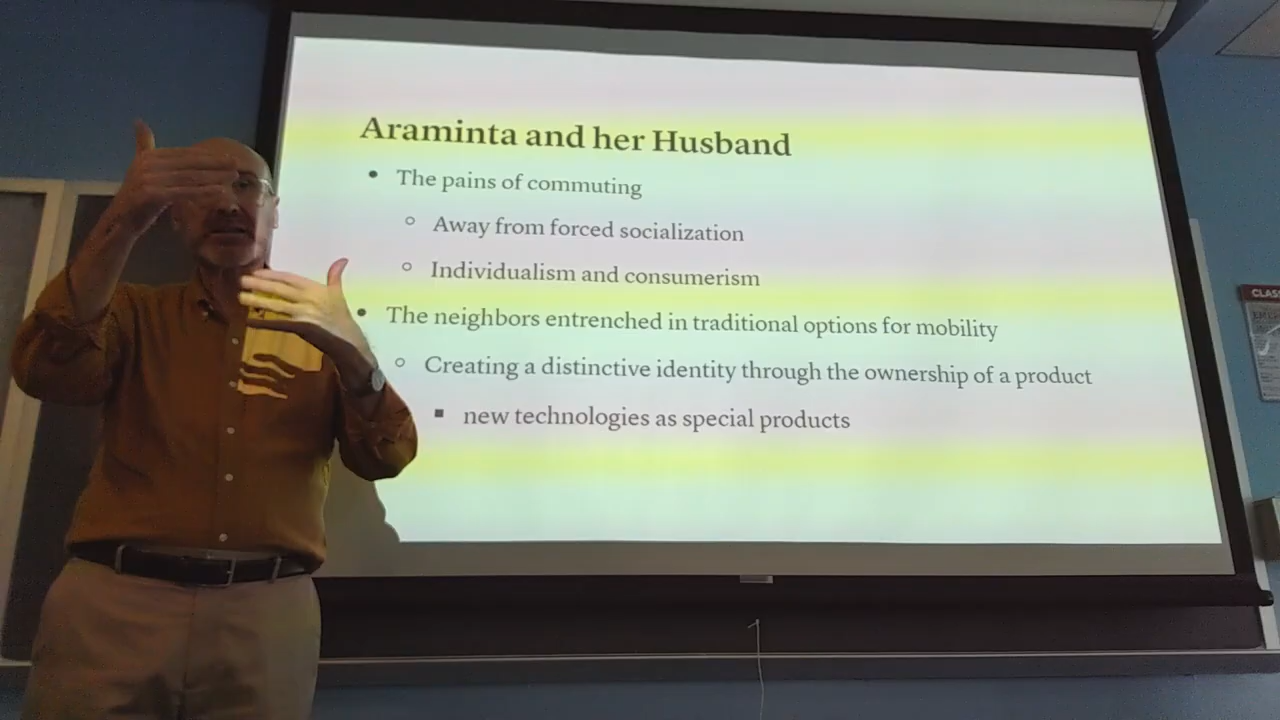 Araminta and her Husband
• The pains of commuting
○ Away from forced socialization
○ Individualism and consumerism
• The neighbors entrenched in traditional options for mobility
○ Creating a distinctive identity through the ownership of a product
■ new technologies as special products
CLAS